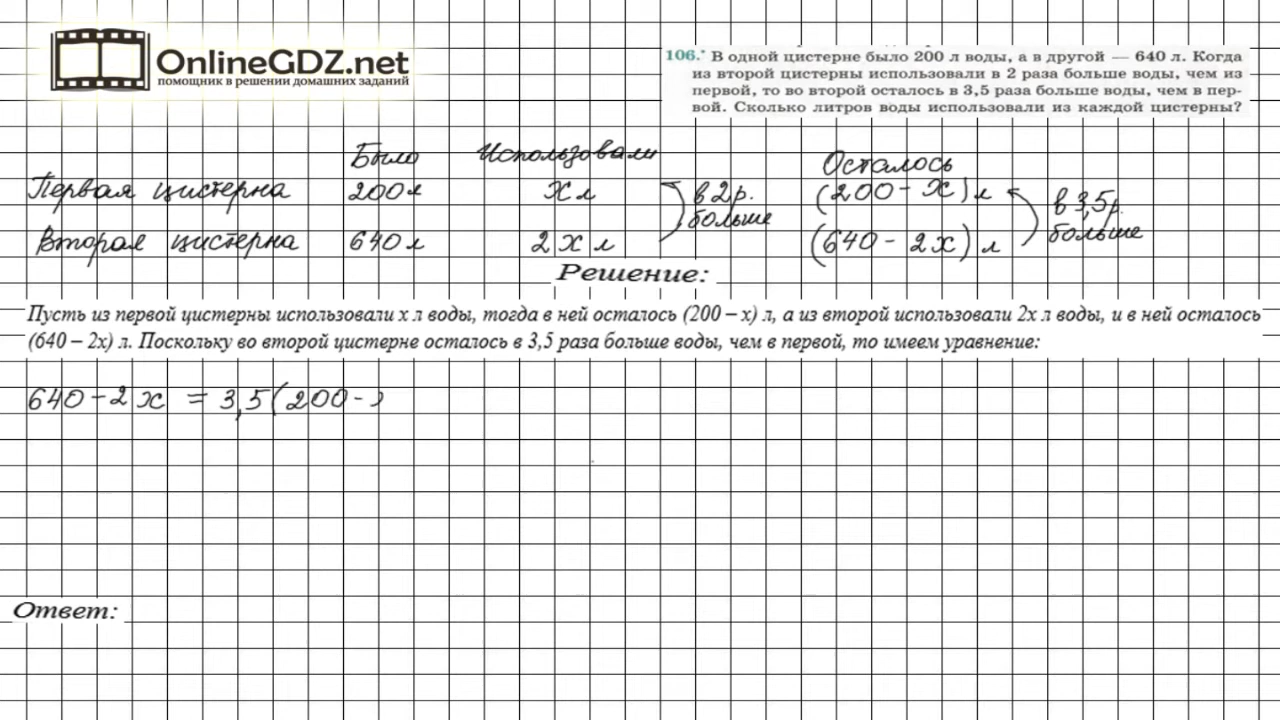 OnlineGDZ.net
помощник в решении домашних заданий
106.• В одной цистерне было 200 л воды, а в другой — 640 л. Когда
из второй цистерны использовали в 2 раза больше воды, чем из
первой, то во второй осталось в 3,5 раза больше воды, чем в пер-
вой. Сколько литров воды использовали из каждой цистерны?
Было Использовали Осталось
Первая цистерна 200 л x л в 2 р. больше (200 - x) л в 3,5 р. больше
Вторая цистерна 640 л 2 x л (640 - 2x) л
Решение:
Пусть из первой цистерны использовали х л воды, тогда в ней осталось (200 – х) л, а из второй использовали 2х л воды, и в ней осталось
(640 – 2х) л. Поскольку во второй цистерне осталось в 3,5 раза больше воды, чем в первой, то имеем уравнение:
640 - 2x = 3,5(200 -
Ответ: